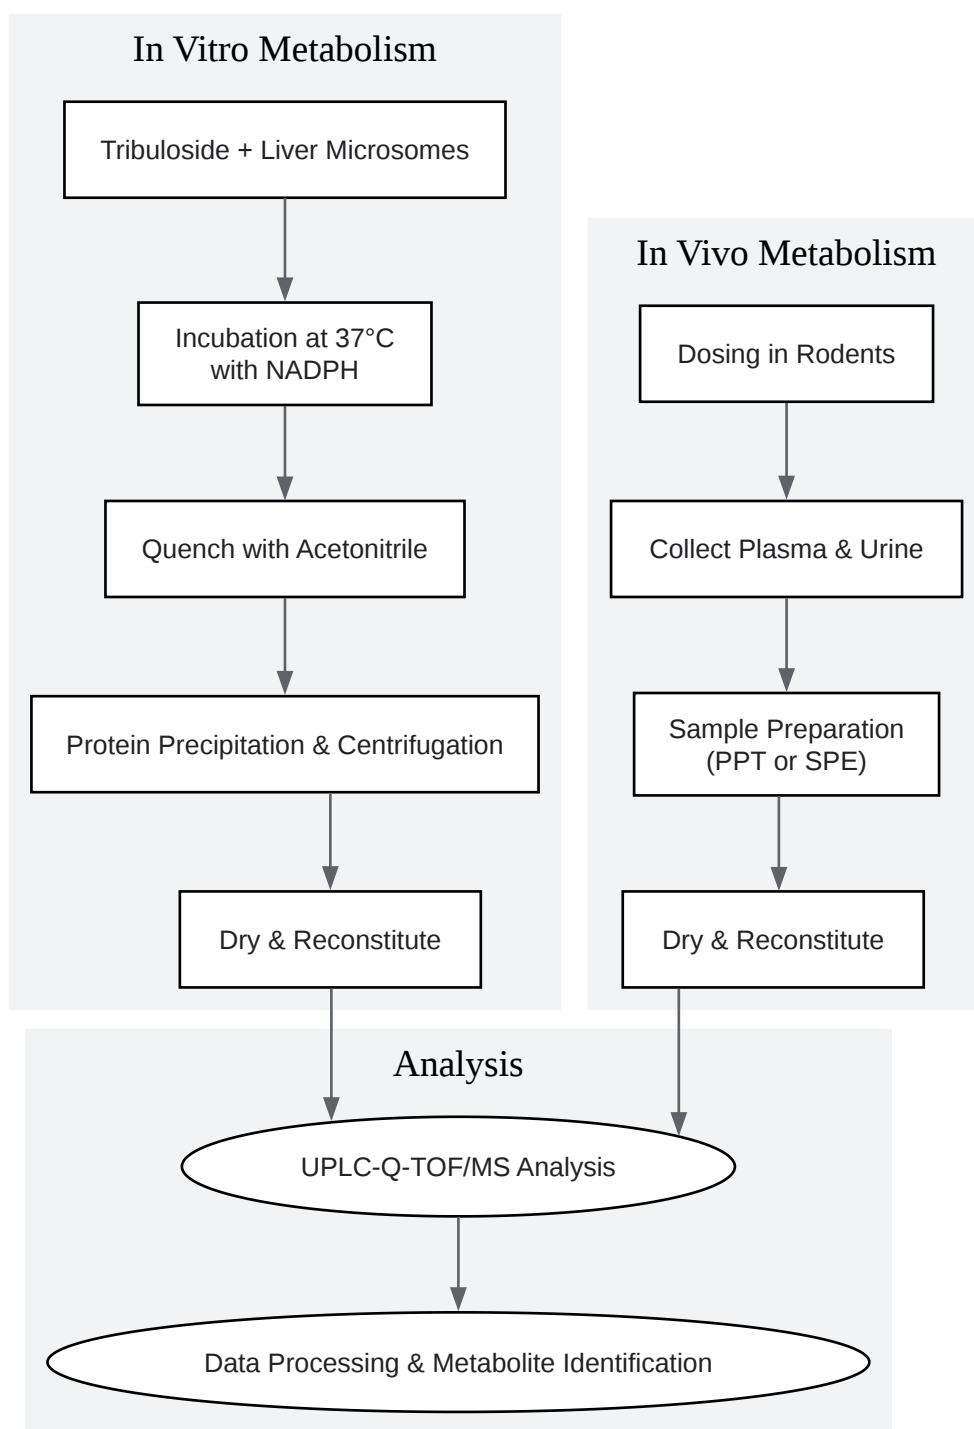 In Vitro Metabolism
Tribuloside + Liver Microsomes
Incubation at 37°C
with NADPH
Quench with Acetonitrile
Protein Precipitation & Centrifugation
Dry & Reconstitute
In Vivo Metabolism
Dosing in Rodents
Collect Plasma & Urine
Sample Preparation
(PPT or SPE)
Dry & Reconstitute
Analysis
UPLC-Q-TOF/MS Analysis
Data Processing & Metabolite Identification